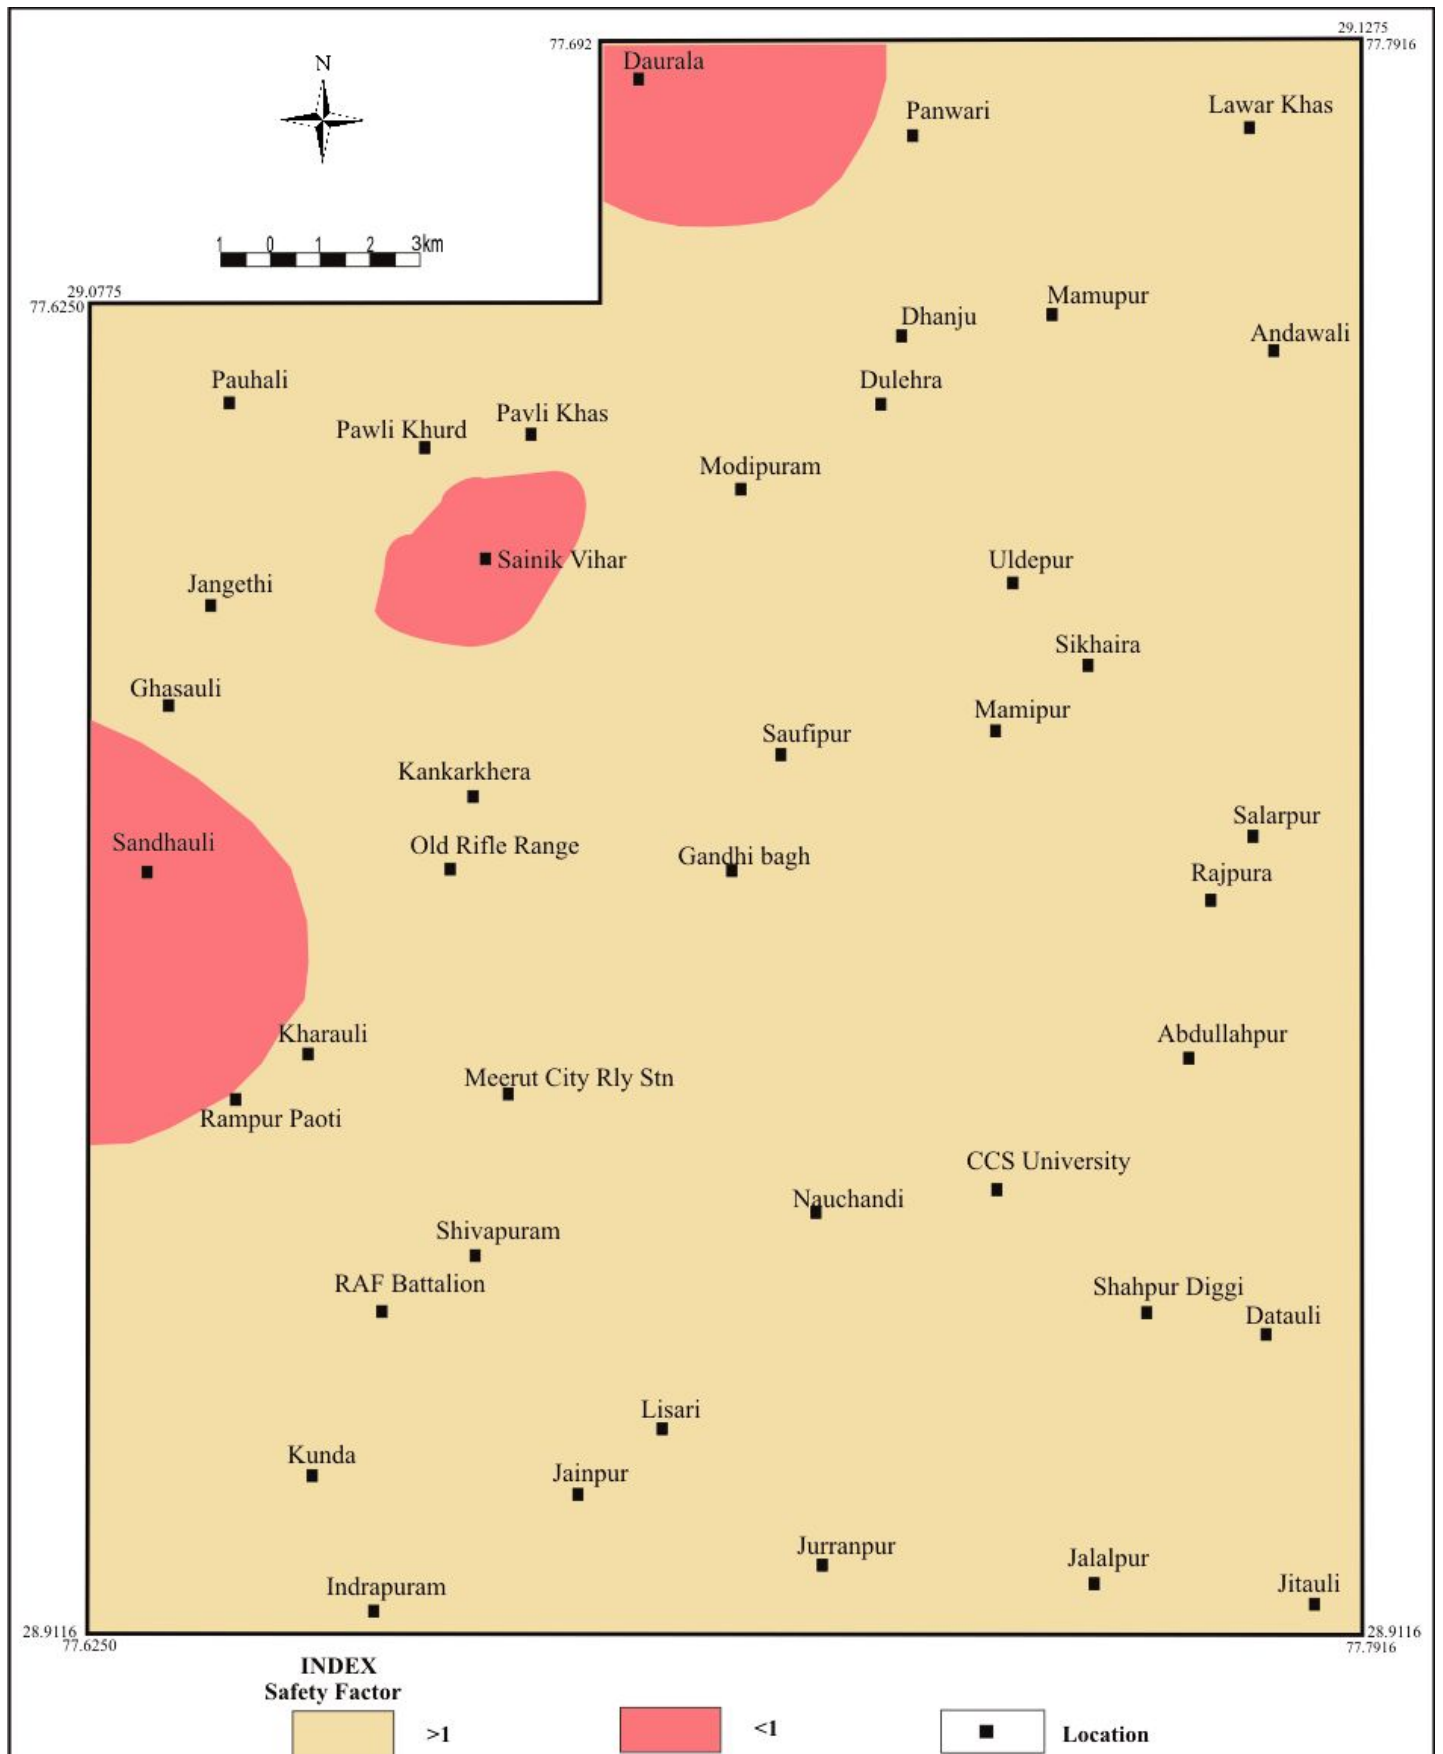 29.1275
77.692
77.7916
Daurala
N
Panwari
Lawar Khas
1 0 1 2 3km
29.0775
77.6250
Mamupur
Dhanju
Andawali
Pauhali
Dulehra
Pavli Khas
Pawli Khurd
Modipuram
Sainik Vihar
Uldepur
Jangethi
Sikhaira
Ghasauli
Mamipur
Saufipur
Kankarkhera
Salarpur
Sandhauli
Old Rifle Range
Gandhi bagh
Rajpura
Kharauli
Abdullahpur
Meerut City Rly Stn
Rampur Paoti
CCS University
Nauchandi
Shivapuram
RAF Battalion
Shahpur Diggi
Datauli
Lisari
Kunda
Jainpur
Jurranpur
Jalalpur
Indrapuram
Jitauli
28.9116
28.9116
77.6250
77.7916
INDEX
Safety Factor
>1
<1
Location